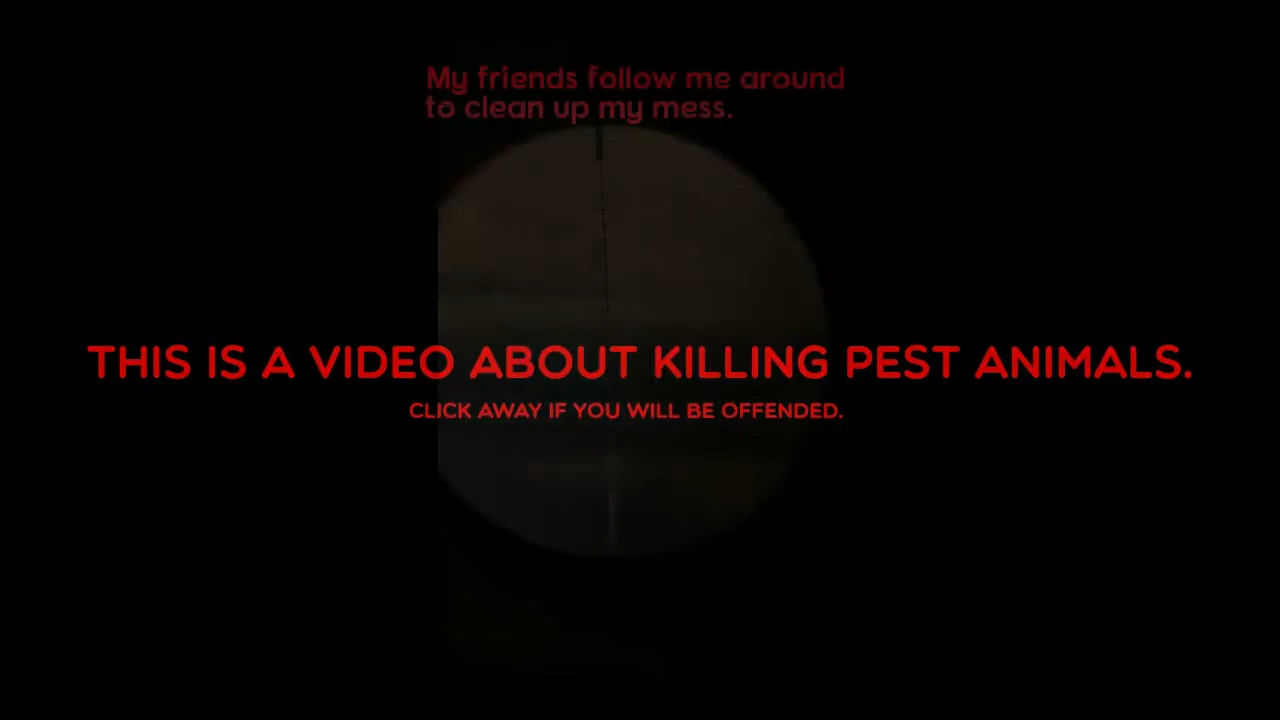 My friends follow me around
to clean up my mess.
THIS IS A VIDEO ABOUT KILLING PEST ANIMALS.
CLICK AWAY IF YOU WILL BE OFFENDED.